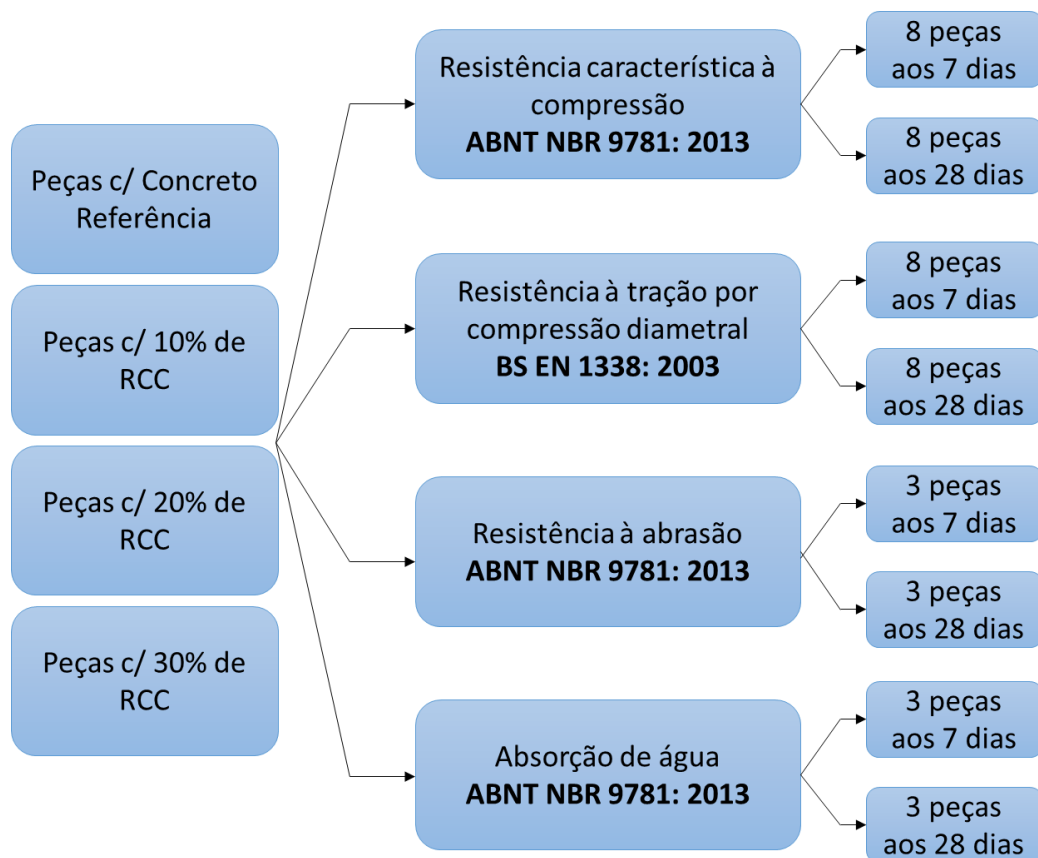 Peças c/ Concreto
Referência
Peças c/ 10% de
RCC
Peças c/ 20% de
RCC
Peças c/ 30% de
RCC
Resistência característica à
compressão
ABNT NBR 9781: 2013
8 peças
aos 7 dias
8 peças
aos 28 dias
Resistência à tração por
compressão diametral
BS EN 1338: 2003
8 peças
aos 7 dias
8 peças
aos 28 dias
Resistência à abrasão
ABNT NBR 9781: 2013
3 peças
aos 7 dias
3 peças
aos 28 dias
Absorção de água
ABNT NBR 9781: 2013
3 peças
aos 7 dias
3 peças
aos 28 dias